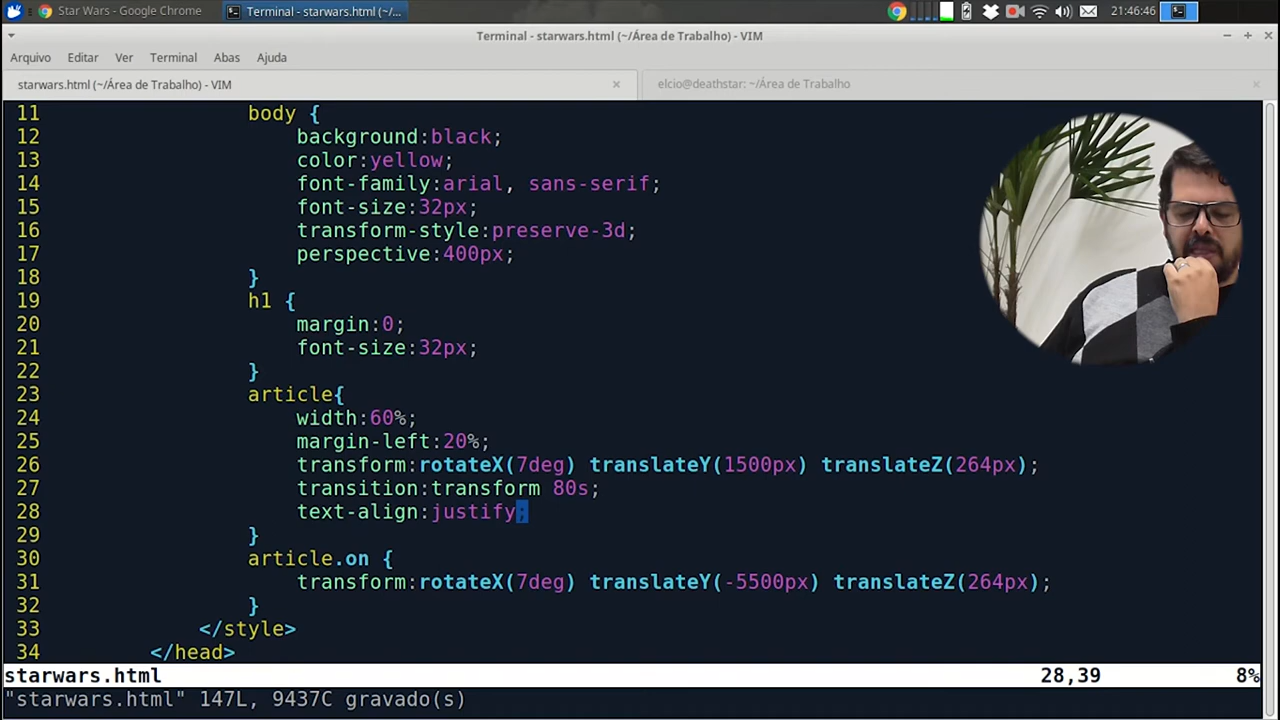 Star Wars - Google Chrome
Terminal - starwars.html (~/...
21:46:46
Terminal - starwars.html (~/Área de Trabalho) - VIM
Arquivo Editar Ver Terminal Abas Ajuda
starwars.html (~/Área de Trabalho) - VIM
elcio@deathstar: ~/Área de Trabalho
11 body {
12 background:black;
13 color:yellow;
14 font-family:arial, sans-serif;
15 font-size:32px;
16 transform-style:preserve-3d;
17 perspective:400px;
18 }
19 h1 {
20 margin:0;
21 font-size:32px;
22 }
23 article{
24 width:60%;
25 margin-left:20%;
26 transform:rotateX(7deg) translateY(1500px) translateZ(264px);
27 transition:transform 80s;
28 text-align:justify;
29 }
30 article.on {
31 transform:rotateX(7deg) translateY(-5500px) translateZ(264px);
32 }
33 </style>
34 </head>
starwars.html 28,39 8%
"starwars.html" 147L, 9437C gravado(s)